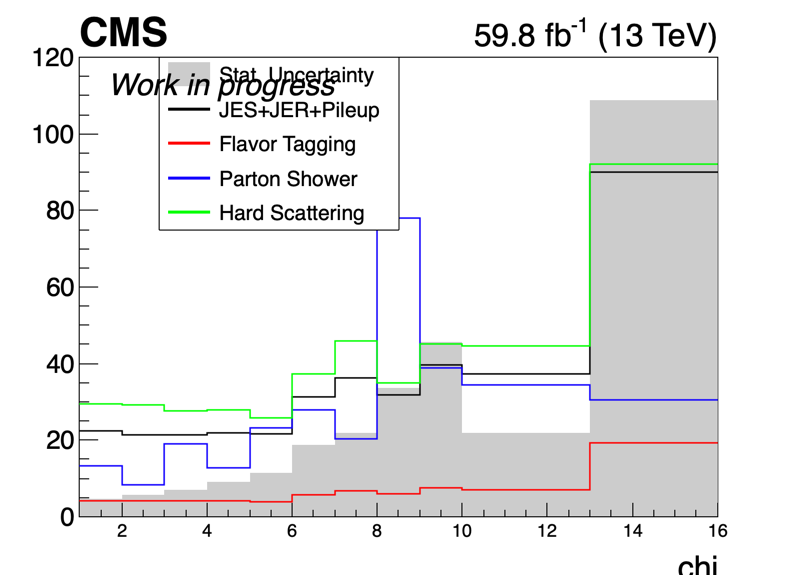 CMS
59.8 fb-1 (13 TeV)
Work in progress
Stat. Uncertainty
JES+JER+Pileup
Flavor Tagging
Parton Shower
Hard Scattering
120
100
80
60
40
20
0
2 4 6 8 10 12 14 16
chi